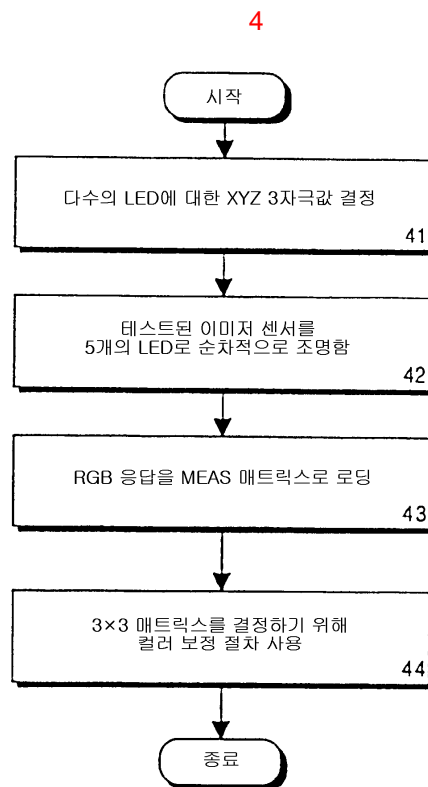 4
시작
다수의 LED에 대한 XYZ 3자극값 결정
41
테스트된 이미저 센서를
5개의 LED로 순차적으로 조명함
42
RGB 응답을 MEAS 매트릭스로 로딩
43
3×3 매트릭스를 결정하기 위해
컬러 보정 절차 사용
44
종료